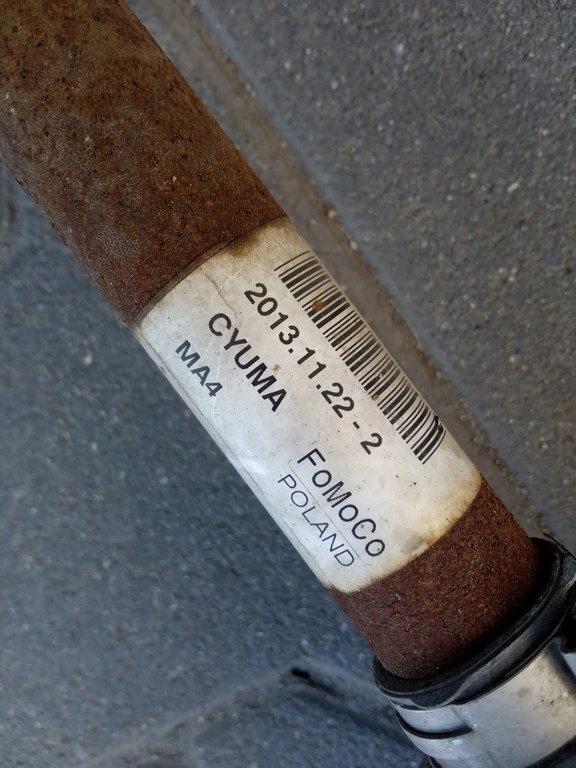 2013.11.22 - 2
CYUMA
MA4
FoMoCo
POLAND